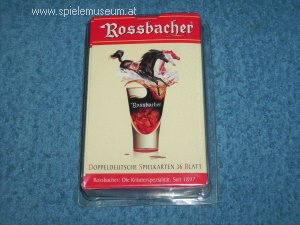 www.spielemuseum.at
Rossbacher
Rossbacher
DOPPELDEUTSCHE SPIELKARTEN 36 BLATT
Rossbacher: Die Kräuterspezialität. Seit 1897